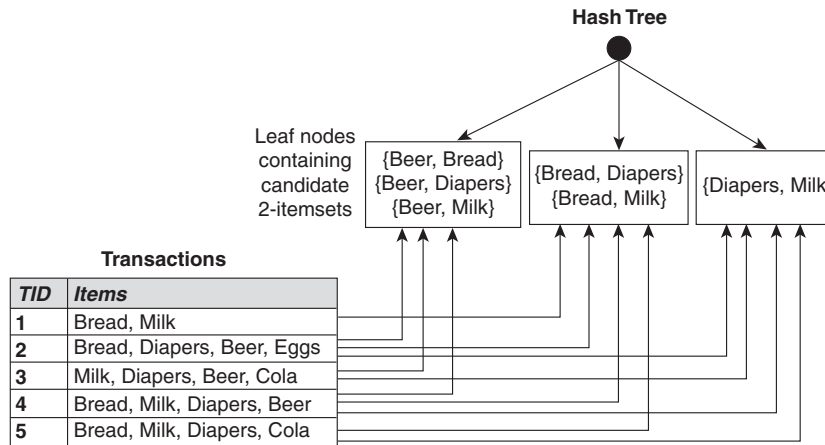 Hash Tree
Leaf nodes
containing
candidate
2-itemsets
{Beer, Bread}
{Beer, Diapers}
{Beer, Milk}
{Bread, Diapers}
{Bread, Milk}
{Diapers, Milk
Transactions
TID Items
1 Bread, Milk
2 Bread, Diapers, Beer, Eggs
3 Milk, Diapers, Beer, Cola
4 Bread, Milk, Diapers, Beer
5 Bread, Milk, Diapers, Cola